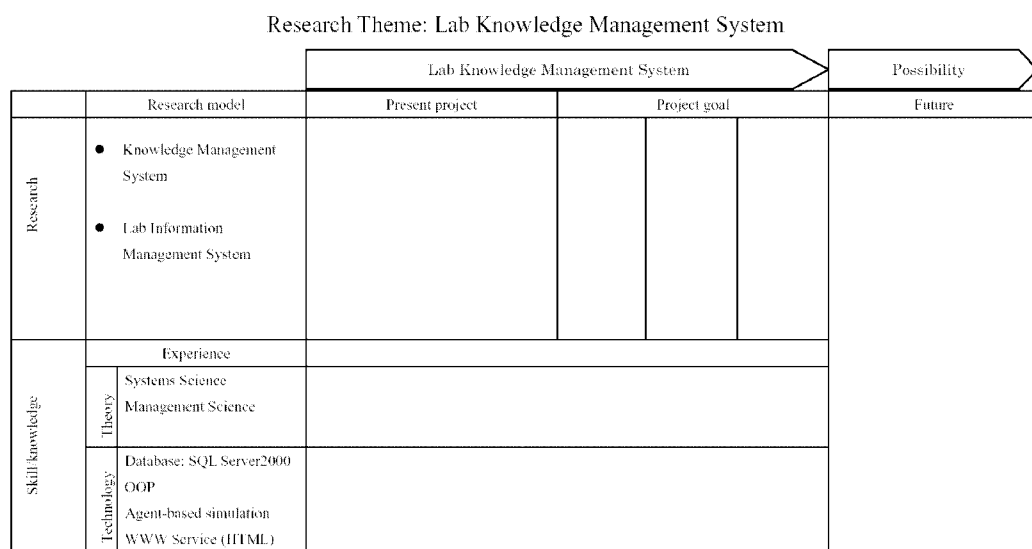 Research Theme: Lab Knowledge Management System
Lab Knowledge Management System
Possibility
Research model
Present project
Project goal
Future
Research
● Knowledge Management
System
● Lab Information
Management System
Skill/knowledge
Experience
Theory
Systems Science
Management Science
Technology
Database: SQL Server2000
OOP
Agent-based simulation
WWW Service (HTML)